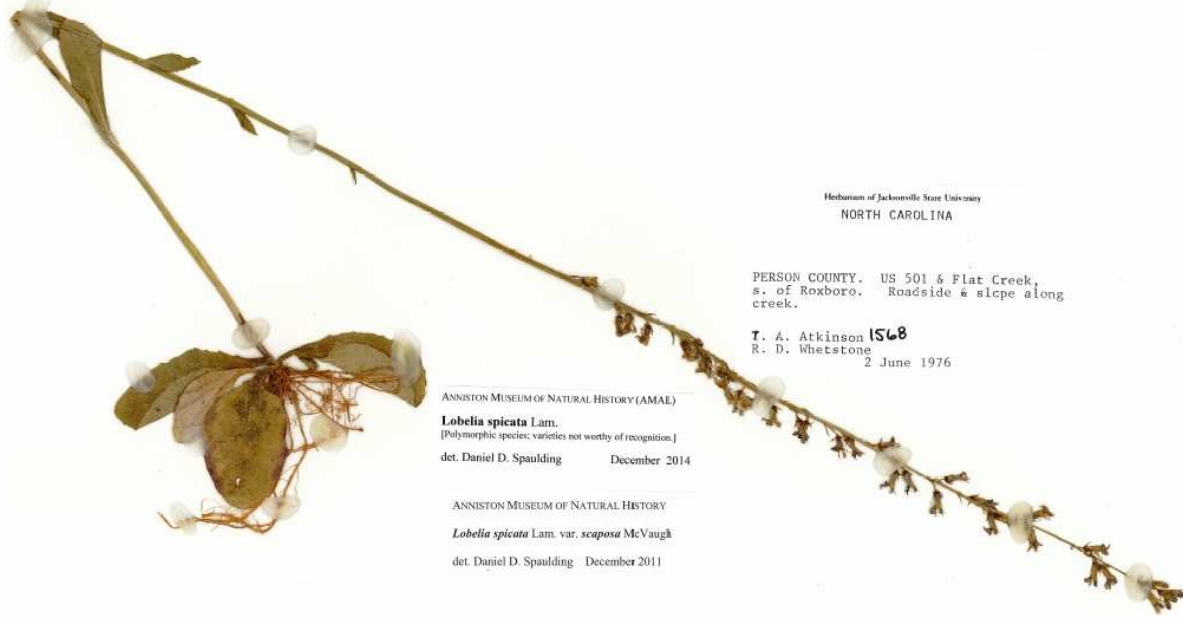 Herbarium of Jacksonville State University
NORTH CAROLINA
PERSON COUNTY. US 501 & Flat Creek,
s. of Roxboro. Roadside & slope along
creek.
T. A. Atkinson 1568
R. D. Whetstone
2 June 1976
ANNISTON MUSEUM OF NATURAL HISTORY (AMAL)
Lobelia spicata Lam.
[Polymorphic species; varieties not worthy of recognition.]
det. Daniel D. Spaulding December 2014
ANNISTON MUSEUM OF NATURAL HISTORY
Lobelia spicata Lam. var. scaposa McVaugh
det. Daniel D. Spaulding December 2011